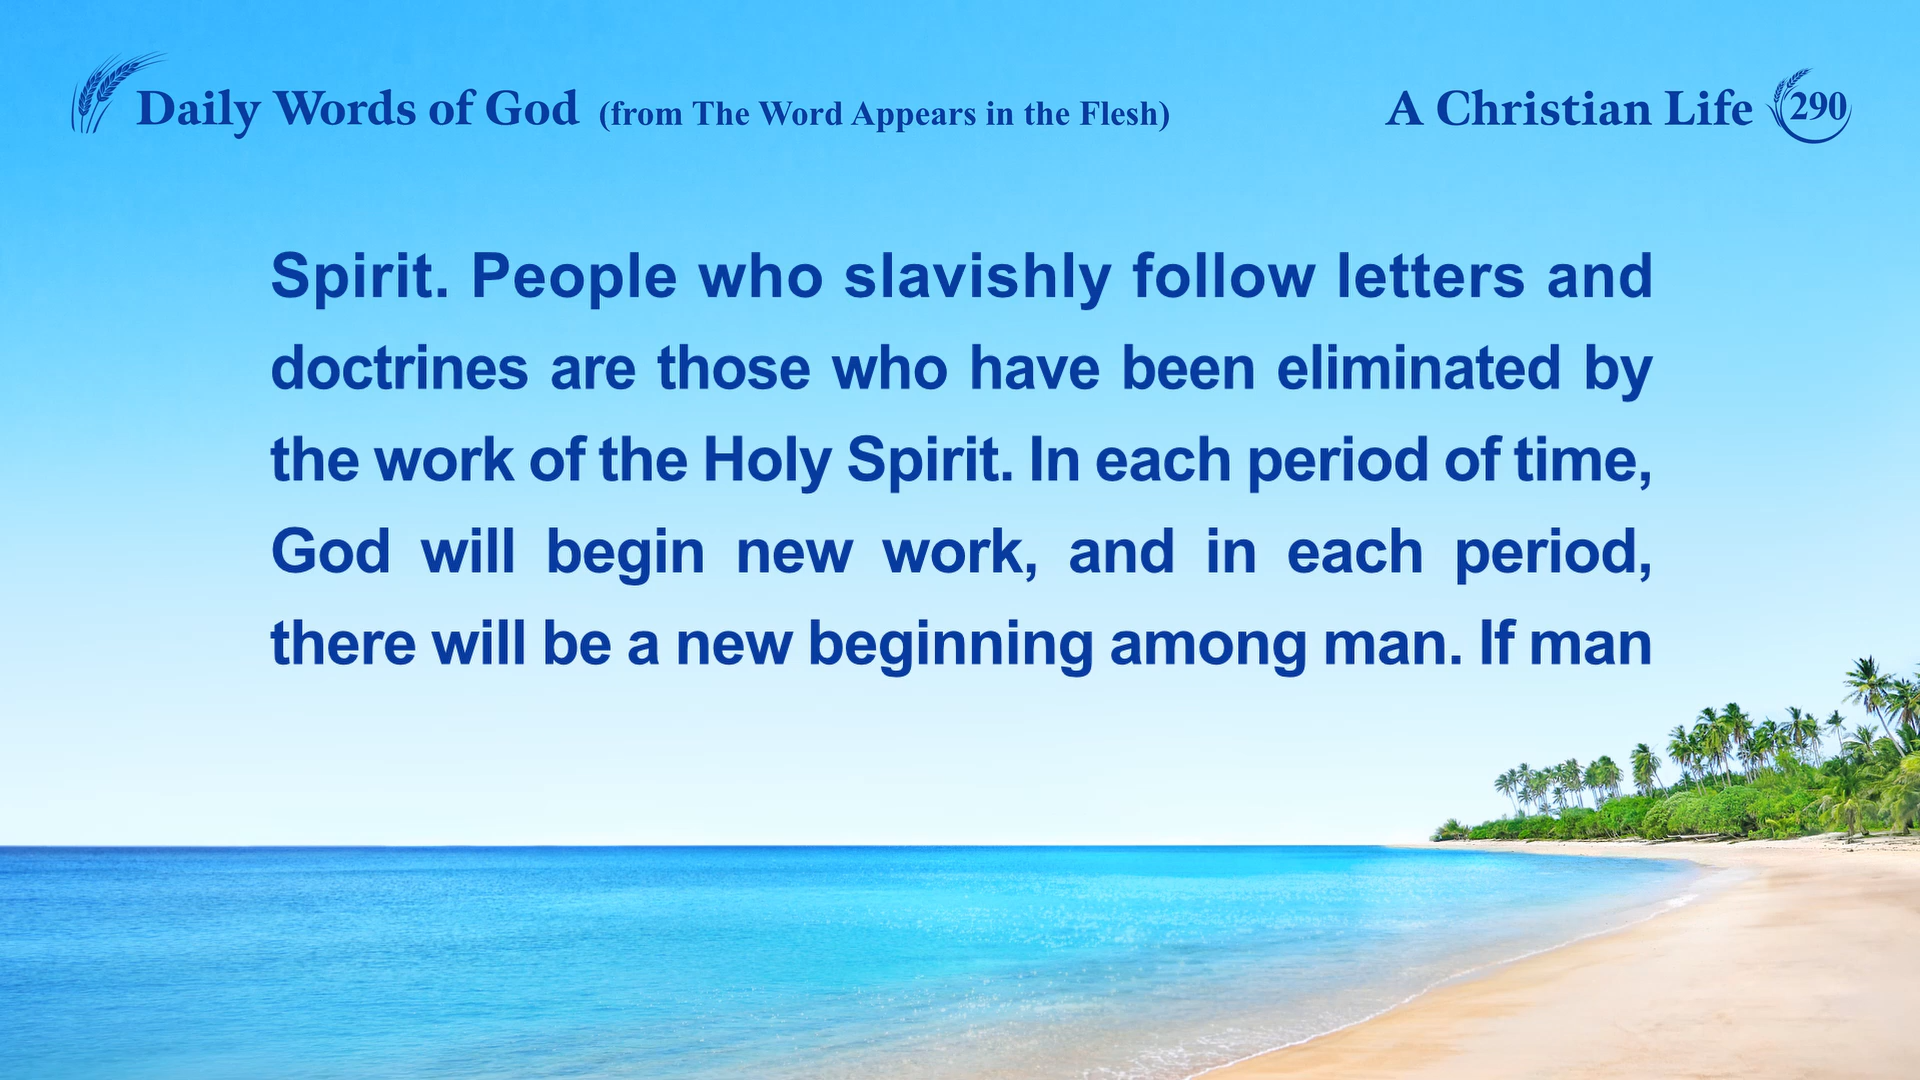 Daily Words of God (from The Word Appears in the Flesh)
A Christian Life 290
Spirit. People who slavishly follow letters and
doctrines are those who have been eliminated by
the work of the Holy Spirit. In each period of time,
God will begin new work, and in each period,
there will be a new beginning among man. If man